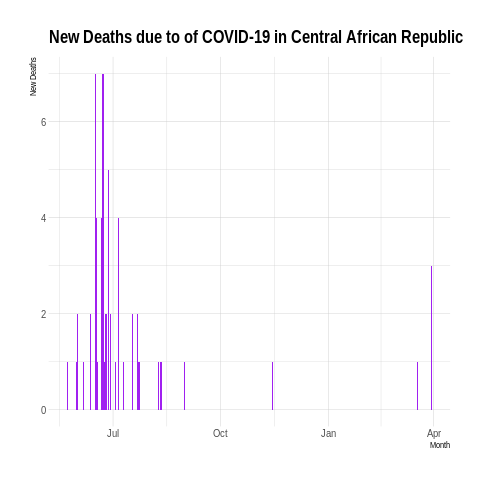 New Deaths due to of COVID-19 in Central African Republic
New Deaths
6
4
2
0
Jul Oct Jan Apr
Month